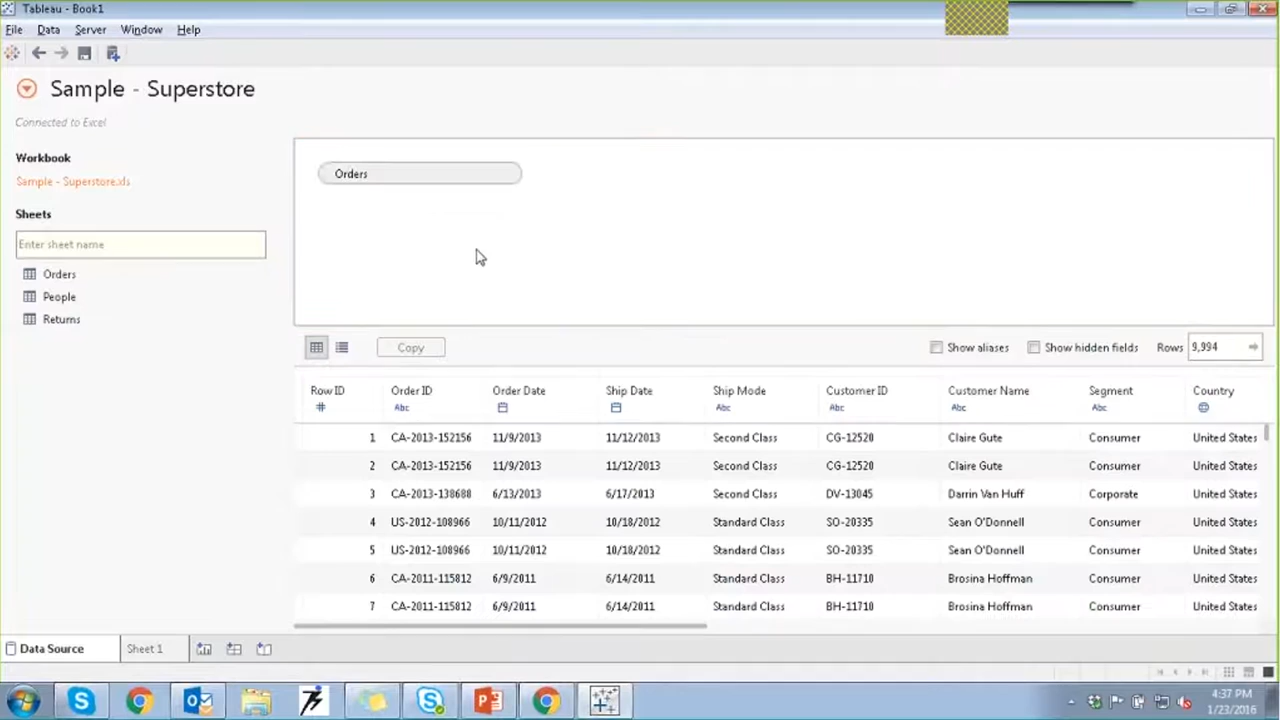 Tableau - Book1
File Data Server Window Help
Sample - Superstore
Connected to Excel
Workbook
Sample - Superstore.xls
Sheets
Enter sheet name
Orders
People
Returns
Orders
Copy
Show aliases Show hidden fields Rows 9,994
Row ID Order ID Order Date Ship Date Ship Mode Customer ID Customer Name Segment Country
# Abc Abc Abc Abc Abc
1 CA-2013-152156 11/9/2013 11/12/2013 Second Class CG-12520 Claire Gute Consumer United States
2 CA-2013-152156 11/9/2013 11/12/2013 Second Class CG-12520 Claire Gute Consumer United States
3 CA-2013-138688 6/13/2013 6/17/2013 Second Class DV-13045 Darrin Van Huff Corporate United States
4 US-2012-108966 10/11/2012 10/18/2012 Standard Class SO-20335 Sean O'Donnell Consumer United States
5 US-2012-108966 10/11/2012 10/18/2012 Standard Class SO-20335 Sean O'Donnell Consumer United States
6 CA-2011-115812 6/9/2011 6/14/2011 Standard Class BH-11710 Brosina Hoffman Consumer United States
7 CA-2011-115812 6/9/2011 6/14/2011 Standard Class BH-11710 Brosina Hoffman Consumer United States
Data Source Sheet 1
4:37 PM
1/23/2016